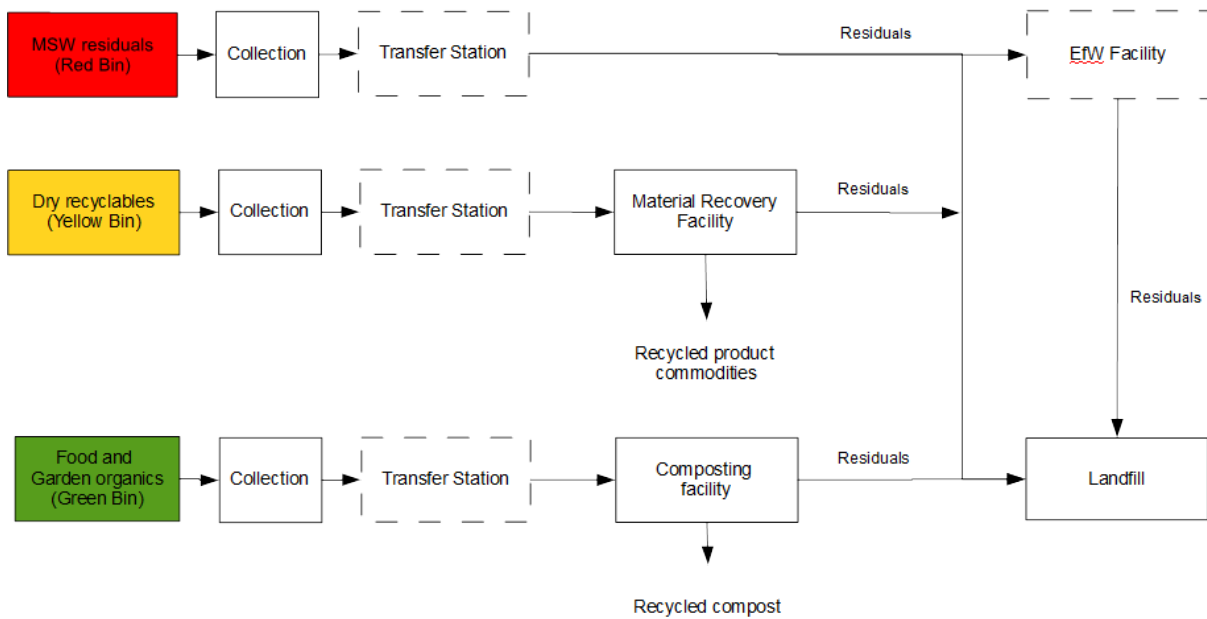 MSW residuals
(Red Bin)
Collection
Transfer Station
Residuals
EfW Facility
Dry recyclables
(Yellow Bin)
Collection
Transfer Station
Material Recovery
Facility
Residuals
Residuals
Recycled product
commodities
Food and
Garden organics
(Green Bin)
Collection
Transfer Station
Composting
facility
Residuals
Landfill
Recycled compost